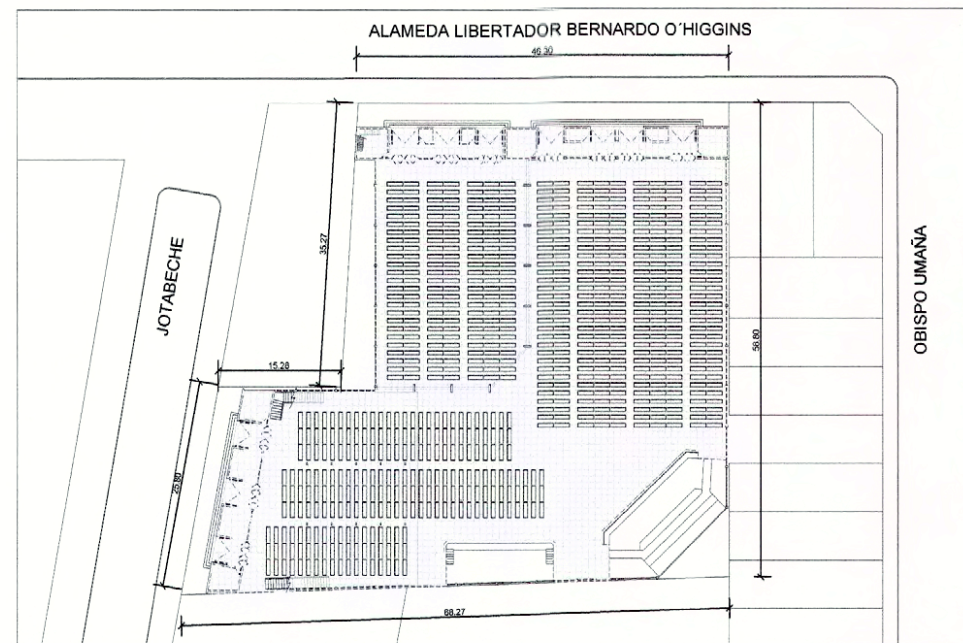 ALAMEDA LIBERTADOR BERNARDO O´HIGGINS
46.30
35.27
JOTABECHE
OBISPO UMAÑA
58.80
15.28
25.80
68.27